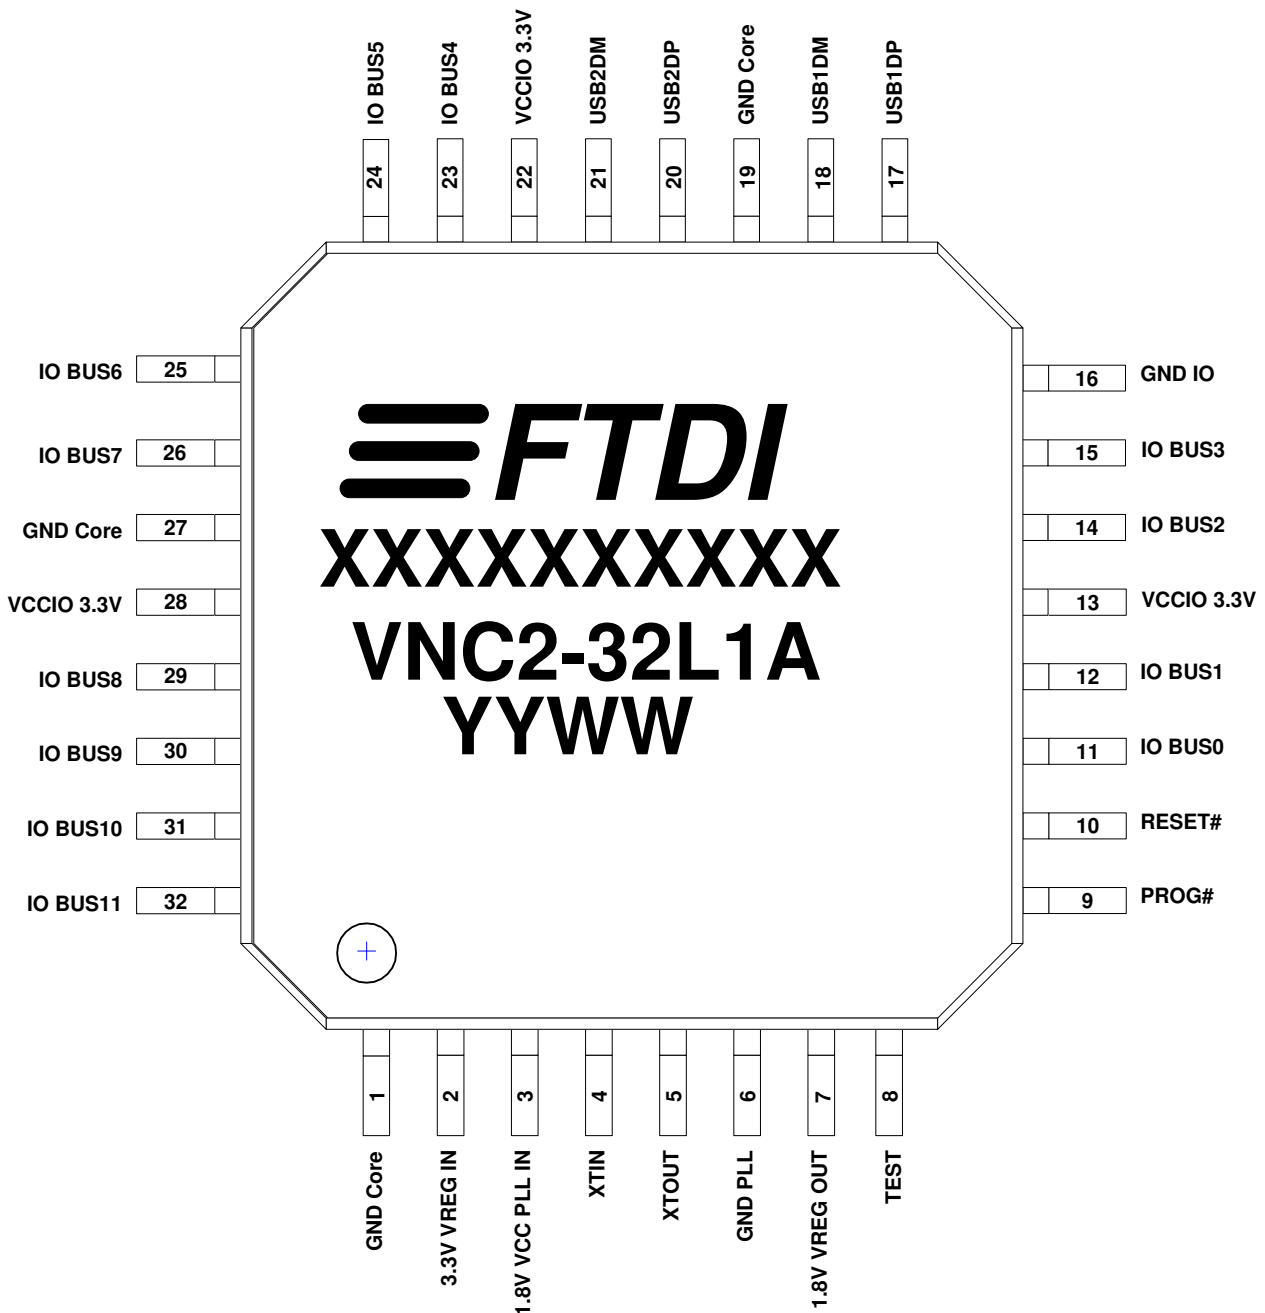 IO BUS5
IO BUS4
VCCIO 3.3V
USB2DM
USB2DP
GND Core
USB1DM
USB1DP
24
23
22
21
20
19
18
17
IO BUS6 25
IO BUS7 26
GND Core 27
VCCIO 3.3V 28
IO BUS8 29
IO BUS9 30
IO BUS10 31
IO BUS11 32
FTDI
XXXXXXXXXX
VNC2-32L1A
YYWW
16 GND IO
15 IO BUS3
14 IO BUS2
13 VCCIO 3.3V
12 IO BUS1
11 IO BUS0
10 RESET#
9 PROG#
1
2
3
4
5
6
7
8
GND Core
3.3V VREG IN
1.8V VCC PLL IN
XTIN
XTOUT
GND PLL
1.8V VREG OUT
TEST